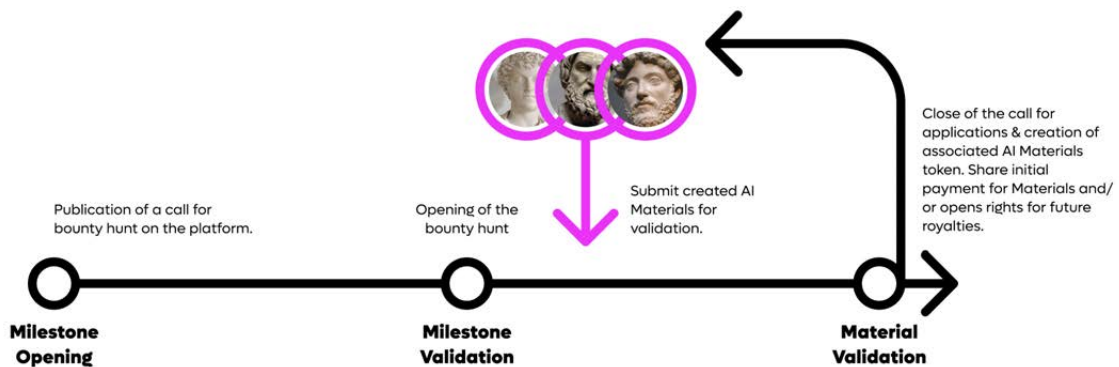 Publication of a call for
bounty hunt on the platform.
Opening of the
bounty hunt
Submit created AI
Materials for
validation.
Close of the call for
applications & creation of
associated AI Materials
token. Share initial
payment for Materials and/
or opens rights for future
royalties.
Milestone
Opening
Milestone
Validation
Material
Validation